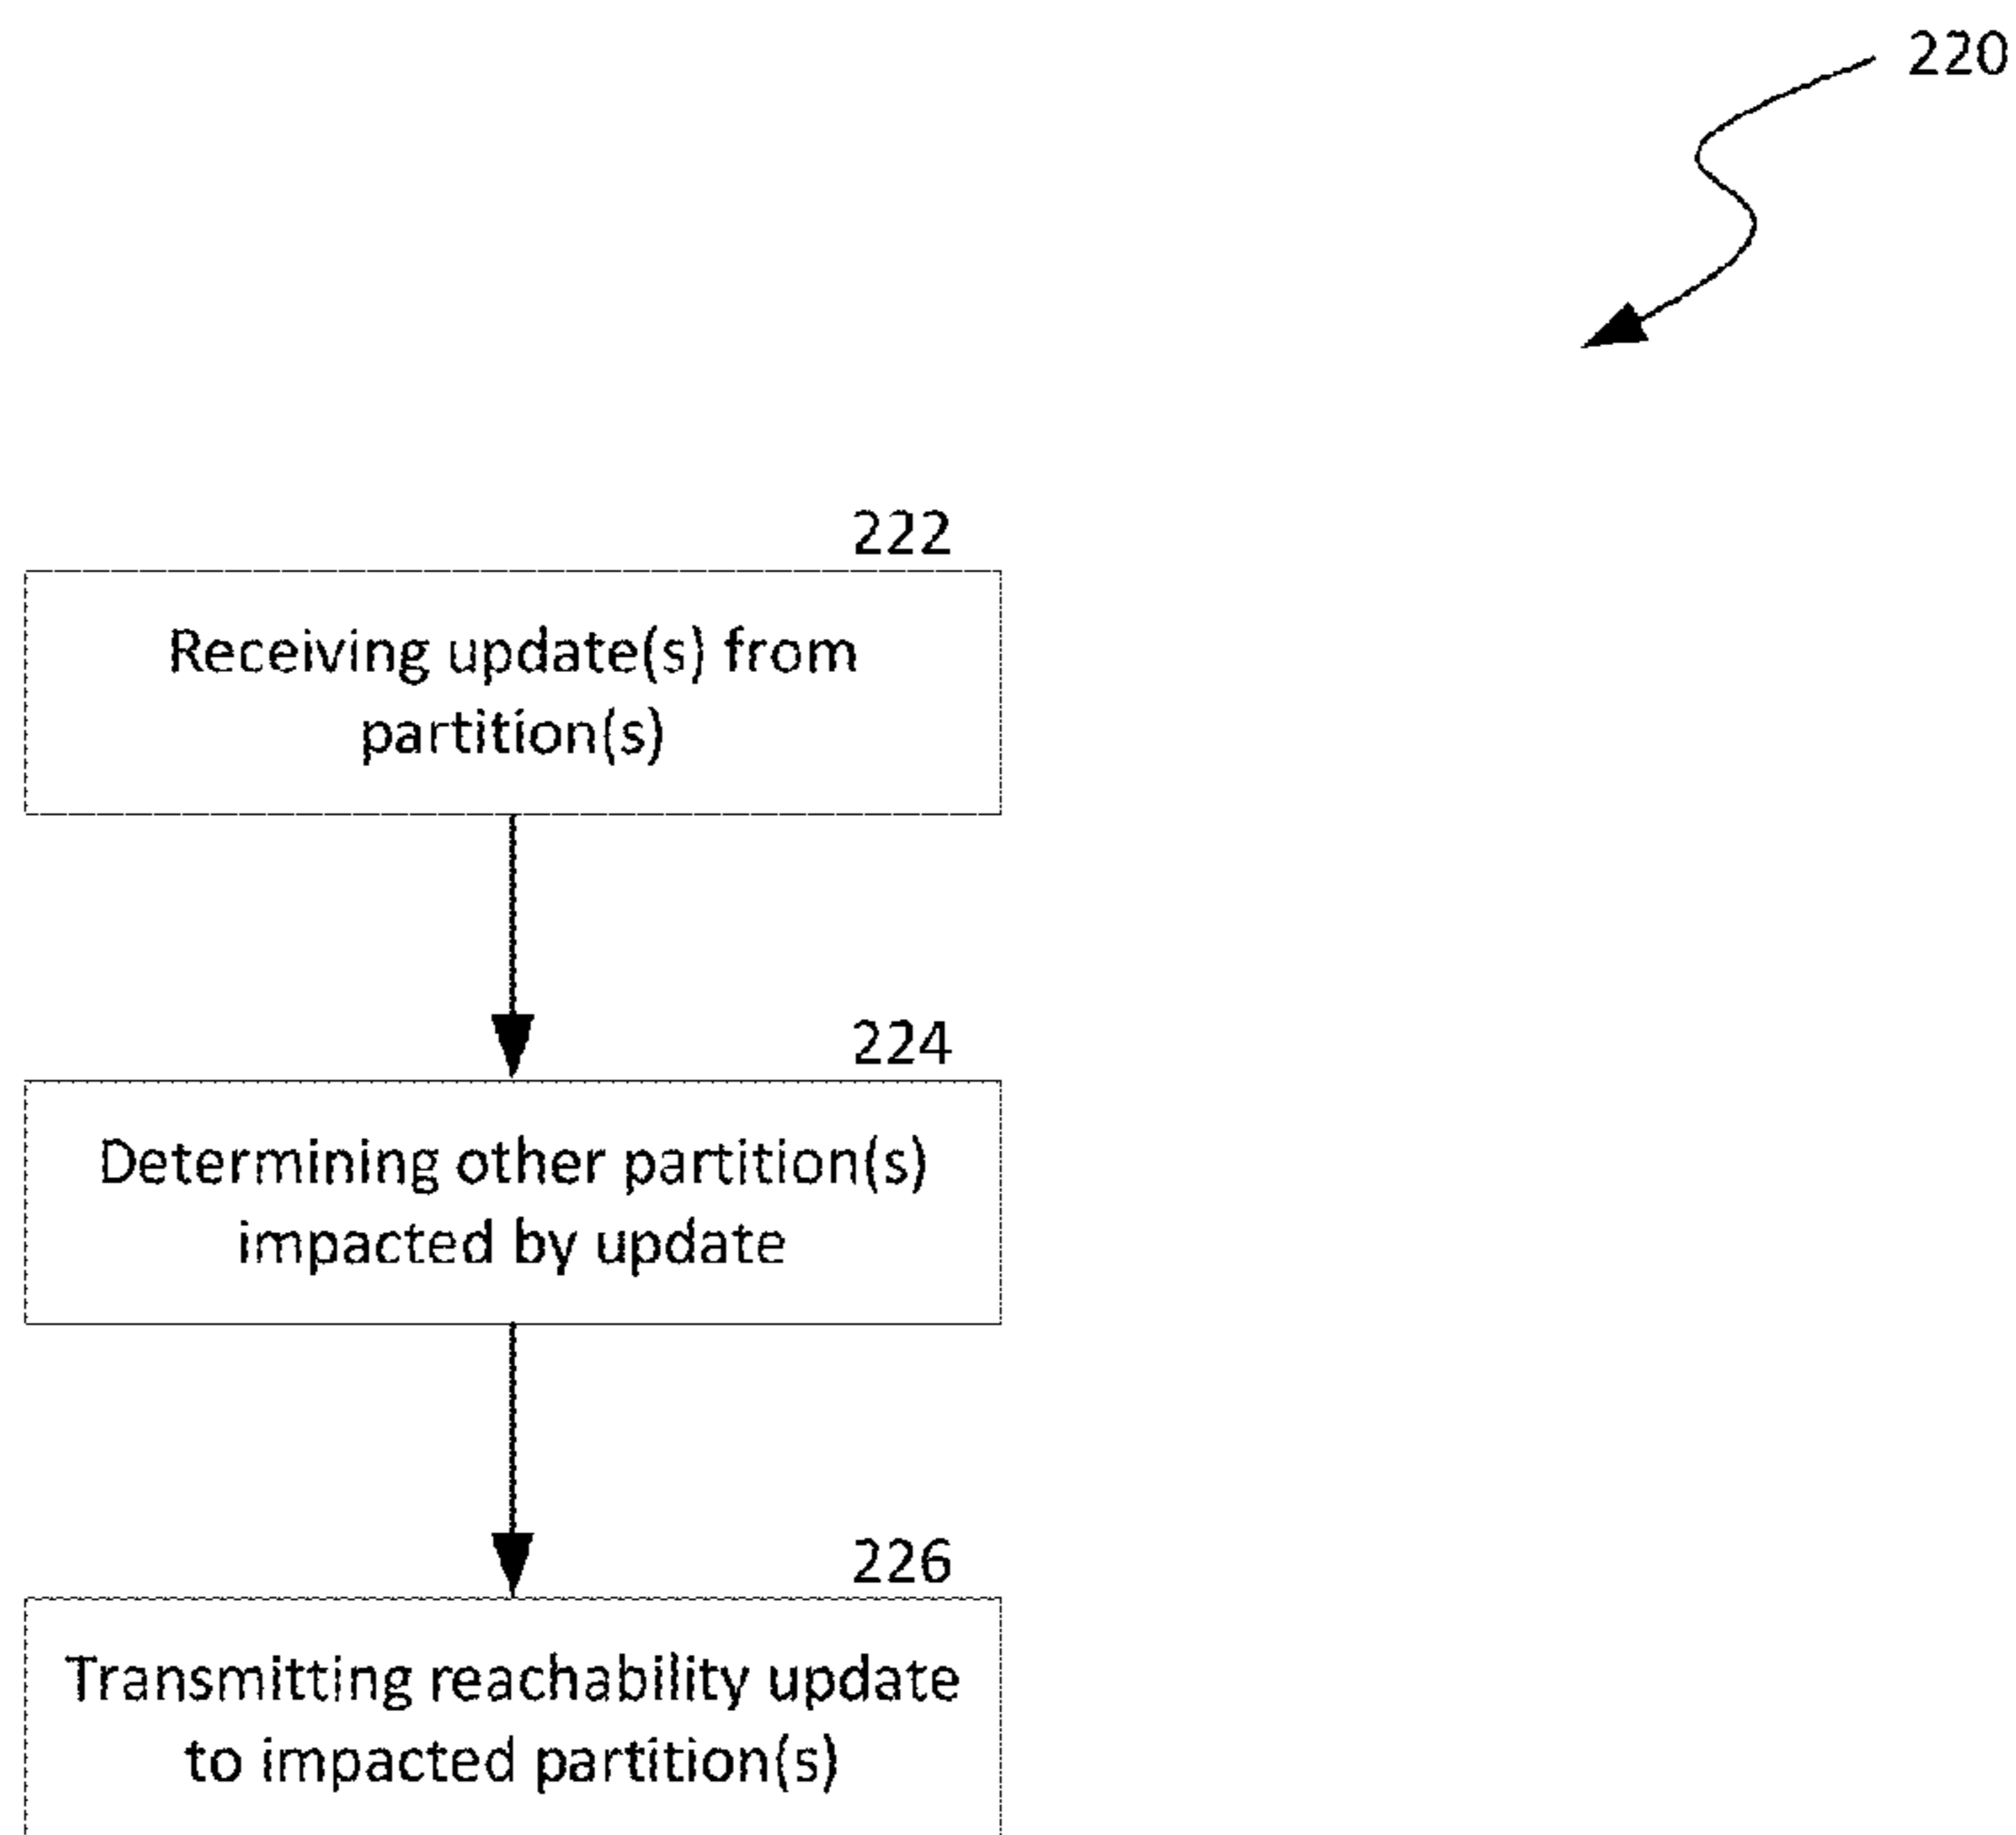 220
222
Receiving update(s) from
partition(s)
224
Determining other partition(s)
impacted by update
226
Transmitting reachability update
to impacted partition(s)